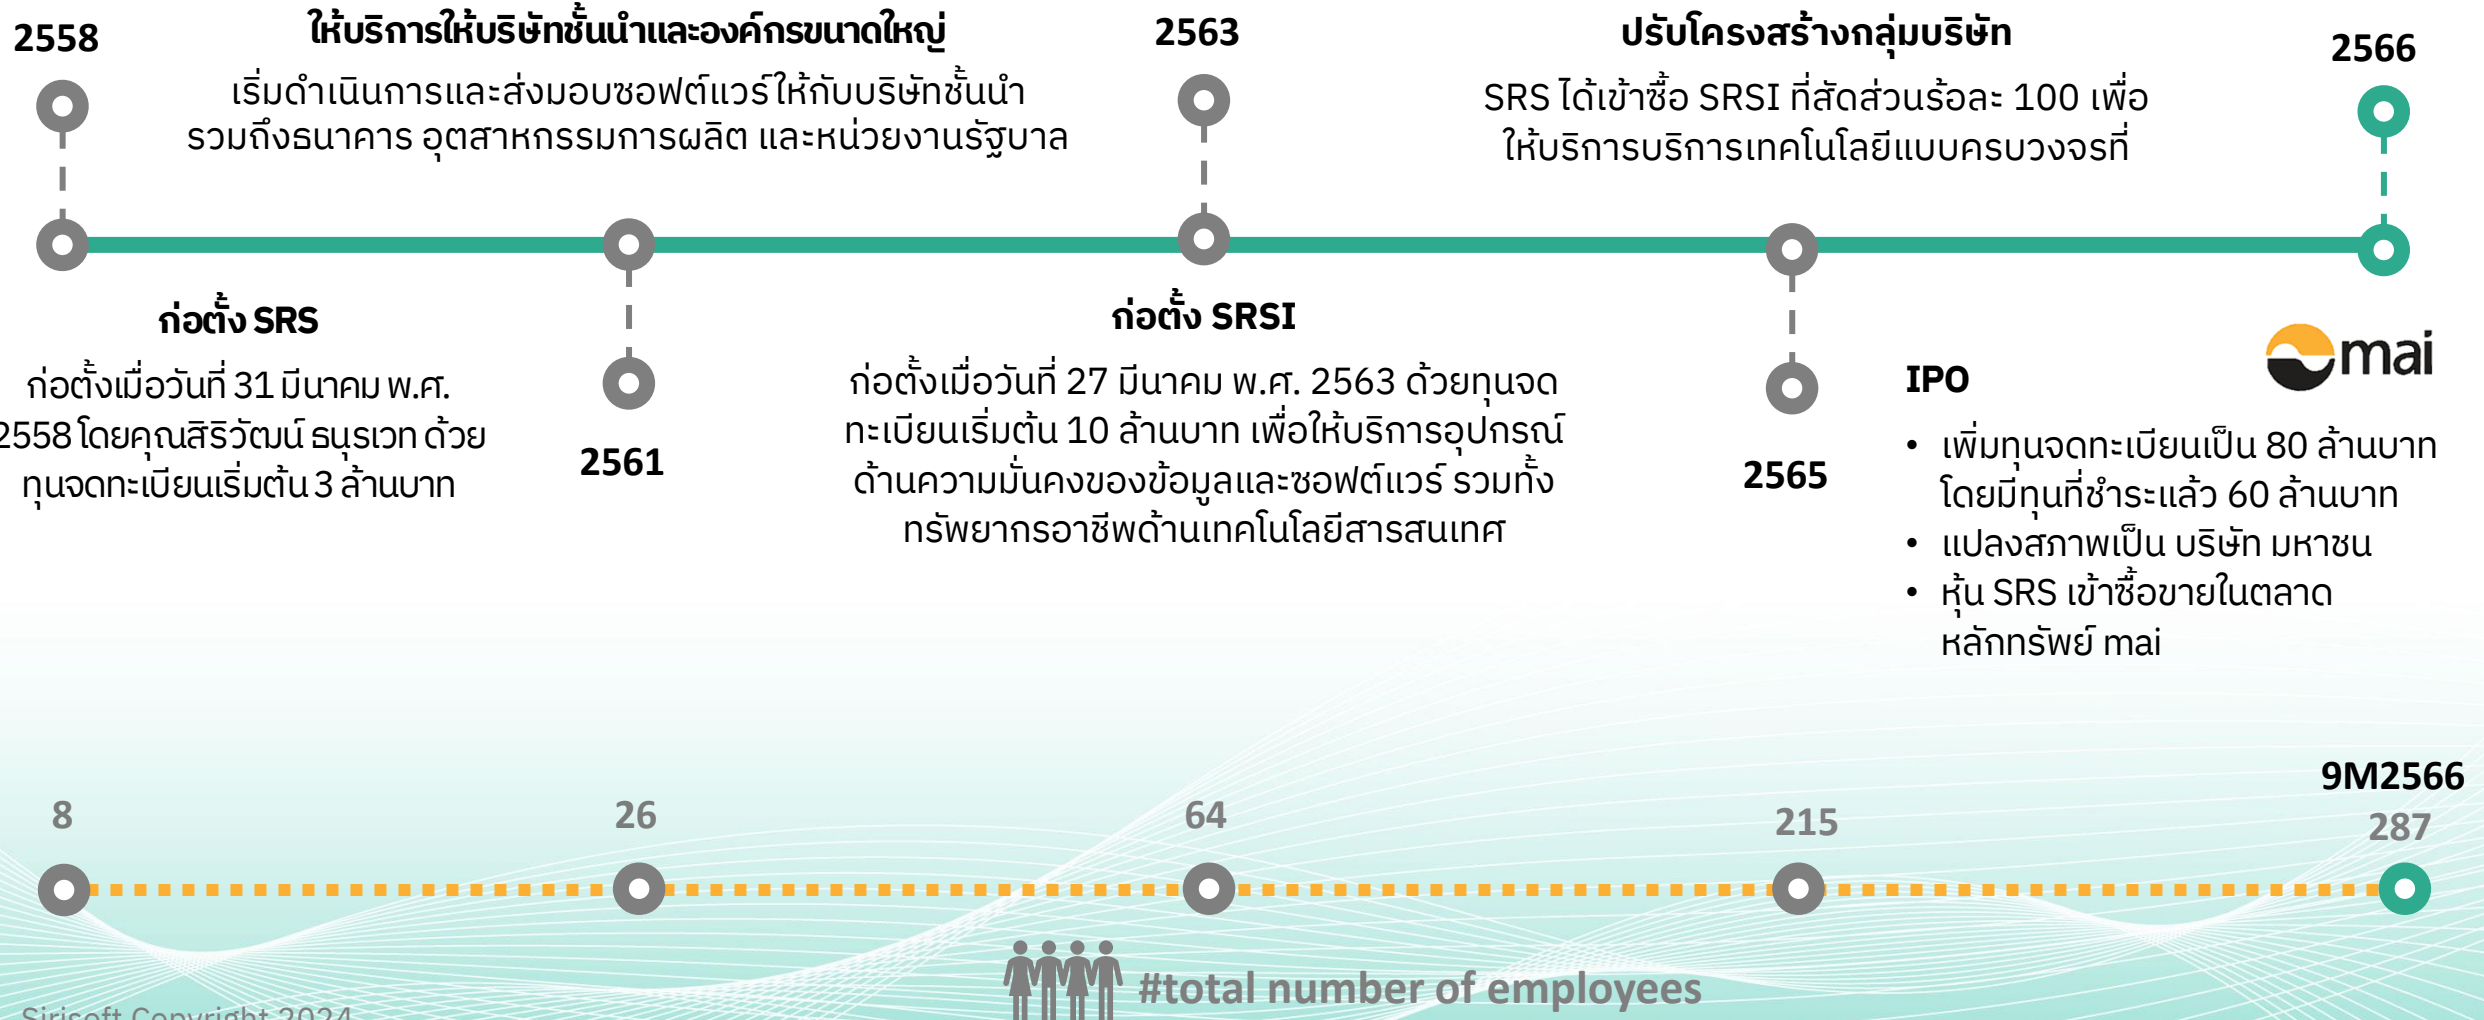 2558
ให้บริการให้บริษัทชั้นนำและองค์กรขนาดใหญ่
เริ่มดำเนินการและส่งมอบซอฟต์แวร์ให้กับบริษัทชั้นนำ
รวมถึงธนาคาร อุตสาหกรรมการผลิต และหน่วยงานรัฐบาล
2563
ปรับโครงสร้างกลุ่มบริษัท
SRS ได้เข้าซื้อ SRSI ที่สัดส่วนร้อยละ 100 เพื่อ
ให้บริการบริการเทคโนโลยีแบบครบวงจรที่
2566
ก่อตั้ง SRS
ก่อตั้งเมื่อวันที่ 31 มีนาคม พ.ศ.
2558 โดยคุณสิริวัฒน์ ธนุรเวท ด้วย
ทุนจดทะเบียนเริ่มต้น 3 ล้านบาท
2561
ก่อตั้ง SRSI
ก่อตั้งเมื่อวันที่ 27 มีนาคม พ.ศ. 2563 ด้วยทุนจด
ทะเบียนเริ่มต้น 10 ล้านบาท เพื่อให้บริการอุปกรณ์
ด้านความมั่นคงของข้อมูลและซอฟต์แวร์ รวมทั้ง
ทรัพยากรอาชีพด้านเทคโนโลยีสารสนเทศ
2565
mai
IPO
• เพิ่มทุนจดทะเบียนเป็น 80 ล้านบาท
โดยมีทุนที่ชำระแล้ว 60 ล้านบาท
• แปลงสภาพเป็น บริษัท มหาชน
• หุ้น SRS เข้าซื้อขายในตลาด
หลักทรัพย์ mai
9M2566
8
26
64
215
287
#total number of employees
Sirisoft Copyright 2024